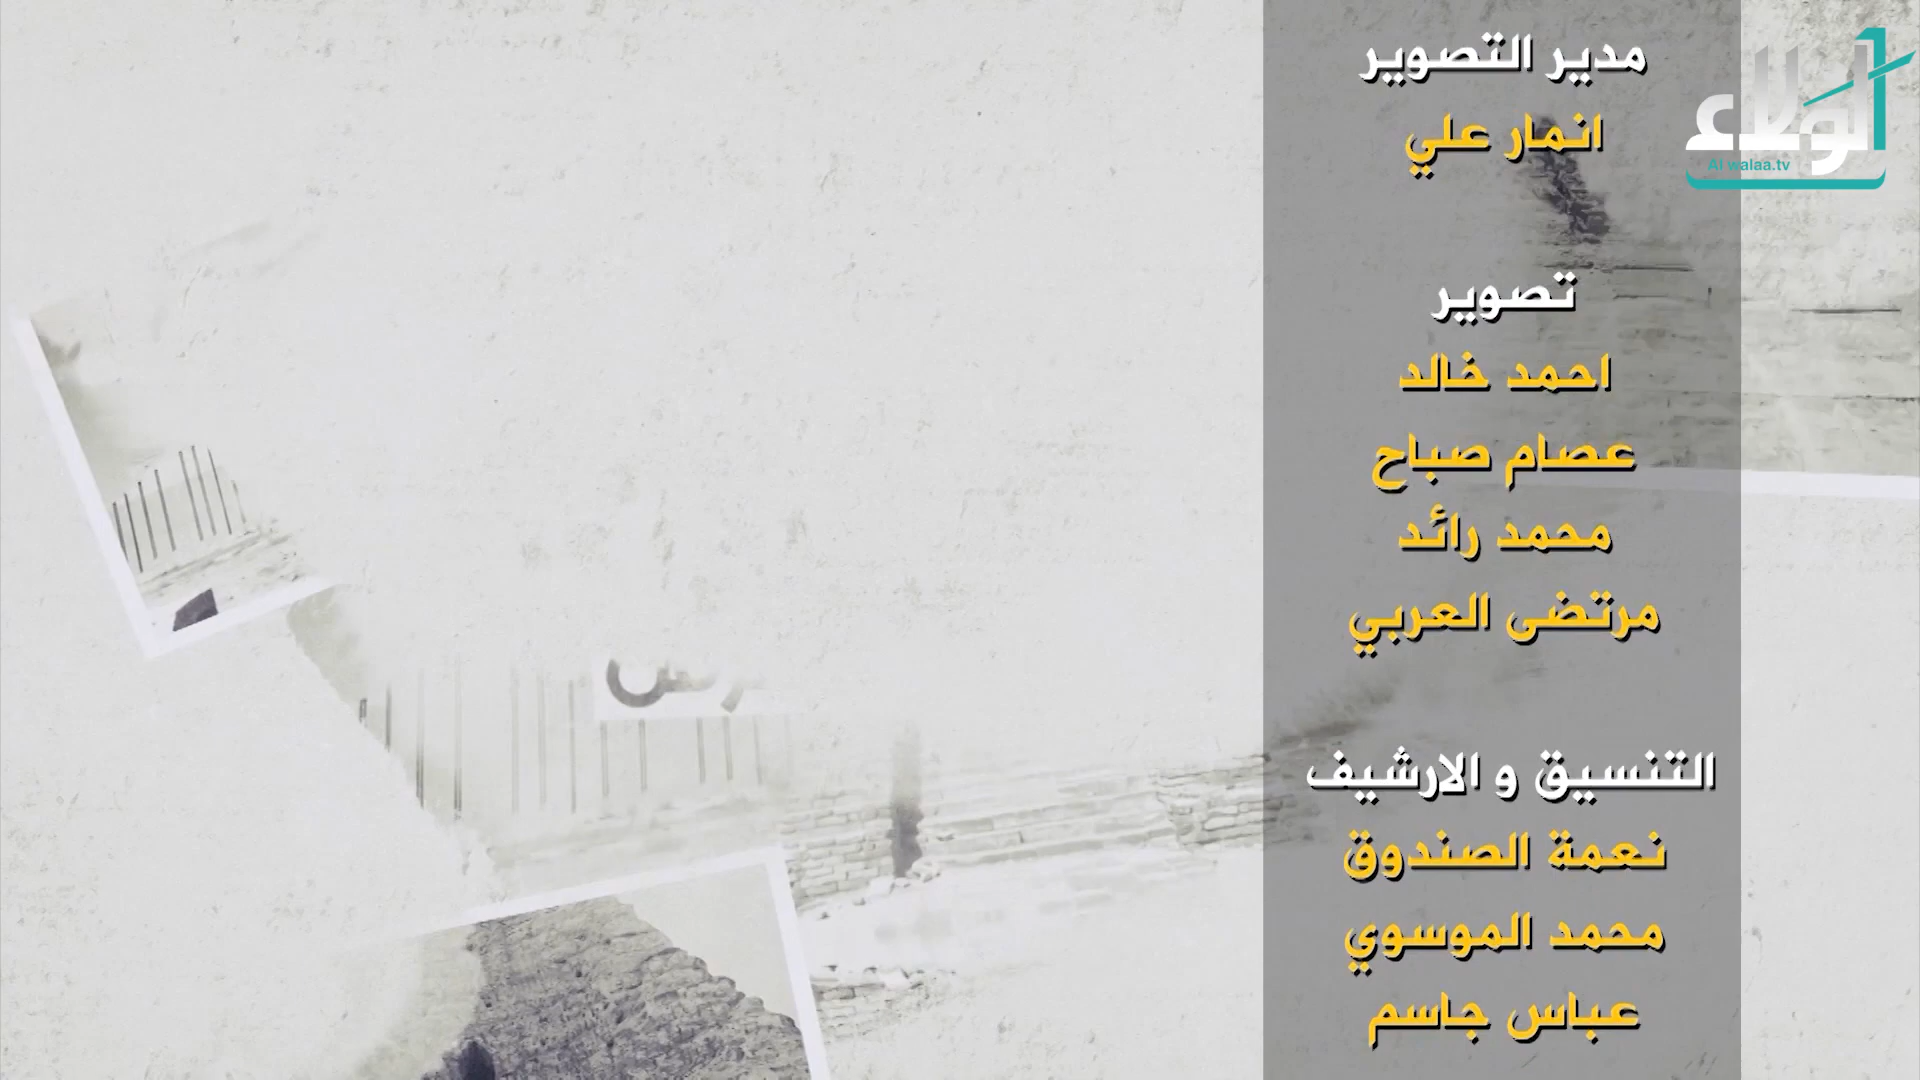 مدير التصوير
انمار علي
تصوير
احمد خالد
عصام صباح
محمد رائد
مرتضى العربي
التنسيق و الارشيف
نعمة الصندوق
محمد الموسوي
عباس جاسم
الولاء
Al walaa.tv